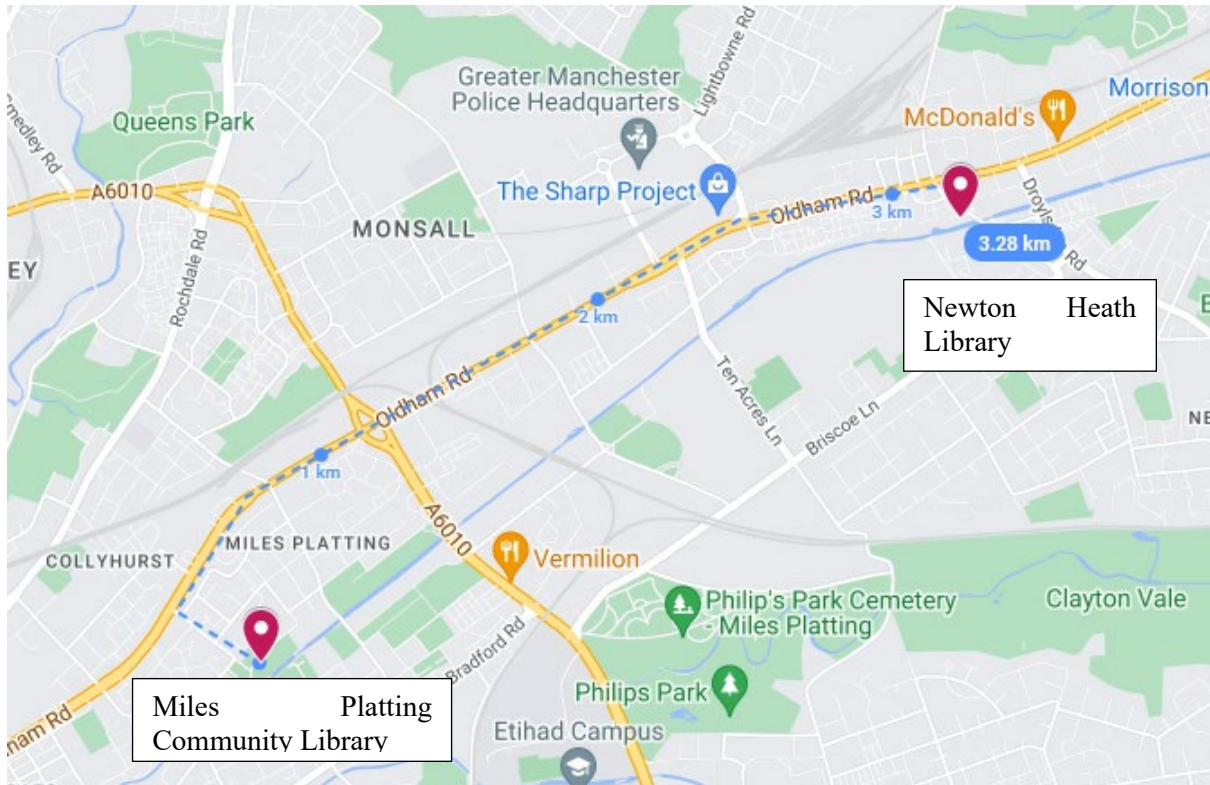 Queens Park
Greater Manchester
Police Headquarters
Lightbowne Rd
Morrison
McDonald's
A6010
The Sharp Project
Oldham Rd
3 km
MONSALL
Rochdale Rd
EY
3.28 km
Newton Heath
Library
2 km
Ten Acres Ln
Briscoe Ln
NE
Oldham Rd
1 km
A6010
COLLYHURST
MILES PLATTING
Vermilion
Philip's Park Cemetery
- Miles Platting
Clayton Vale
Bradford Rd
Philips Park
Miles Platting
Community Library
Etihad Campus
ham Rd